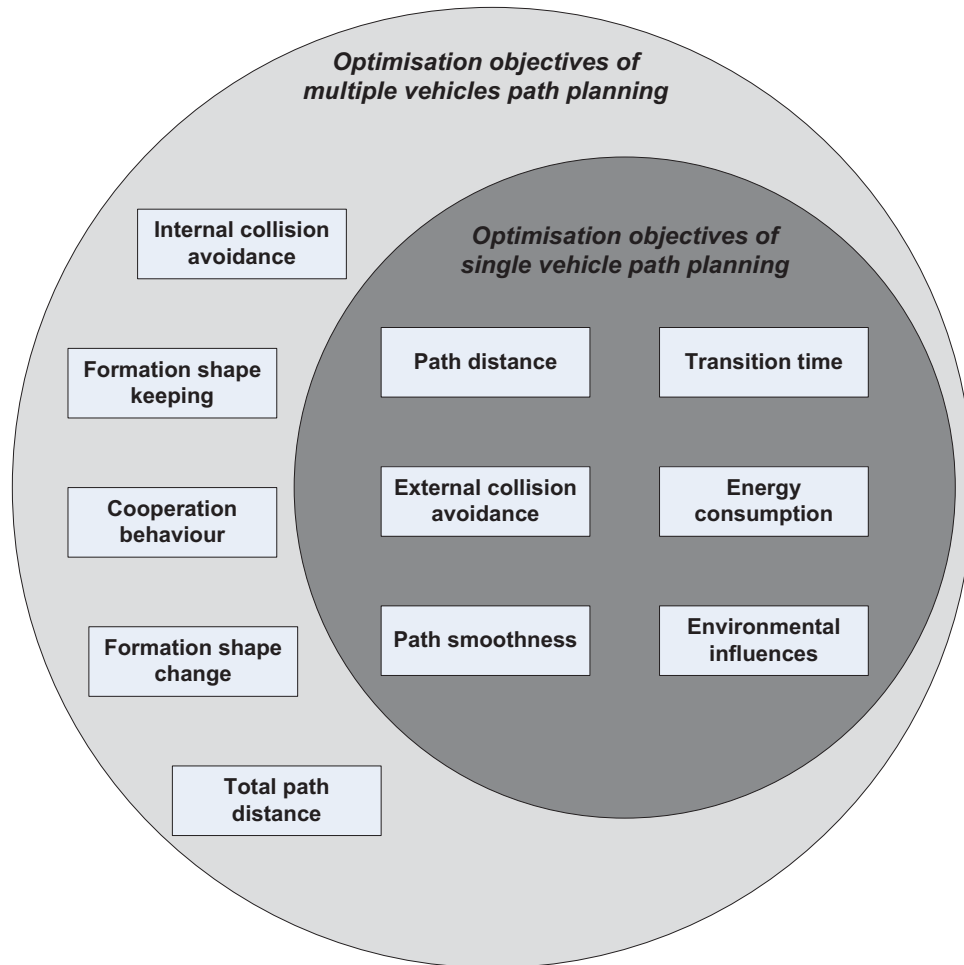 Optimisation objectives of
multiple vehicles path planning
Internal collision
avoidance
Formation shape
keeping
Cooperation
behaviour
Formation shape
change
Total path
distance
Optimisation objectives of
single vehicle path planning
Path distance
Transition time
External collision
avoidance
Energy
consumption
Path smoothness
Environmental
influences